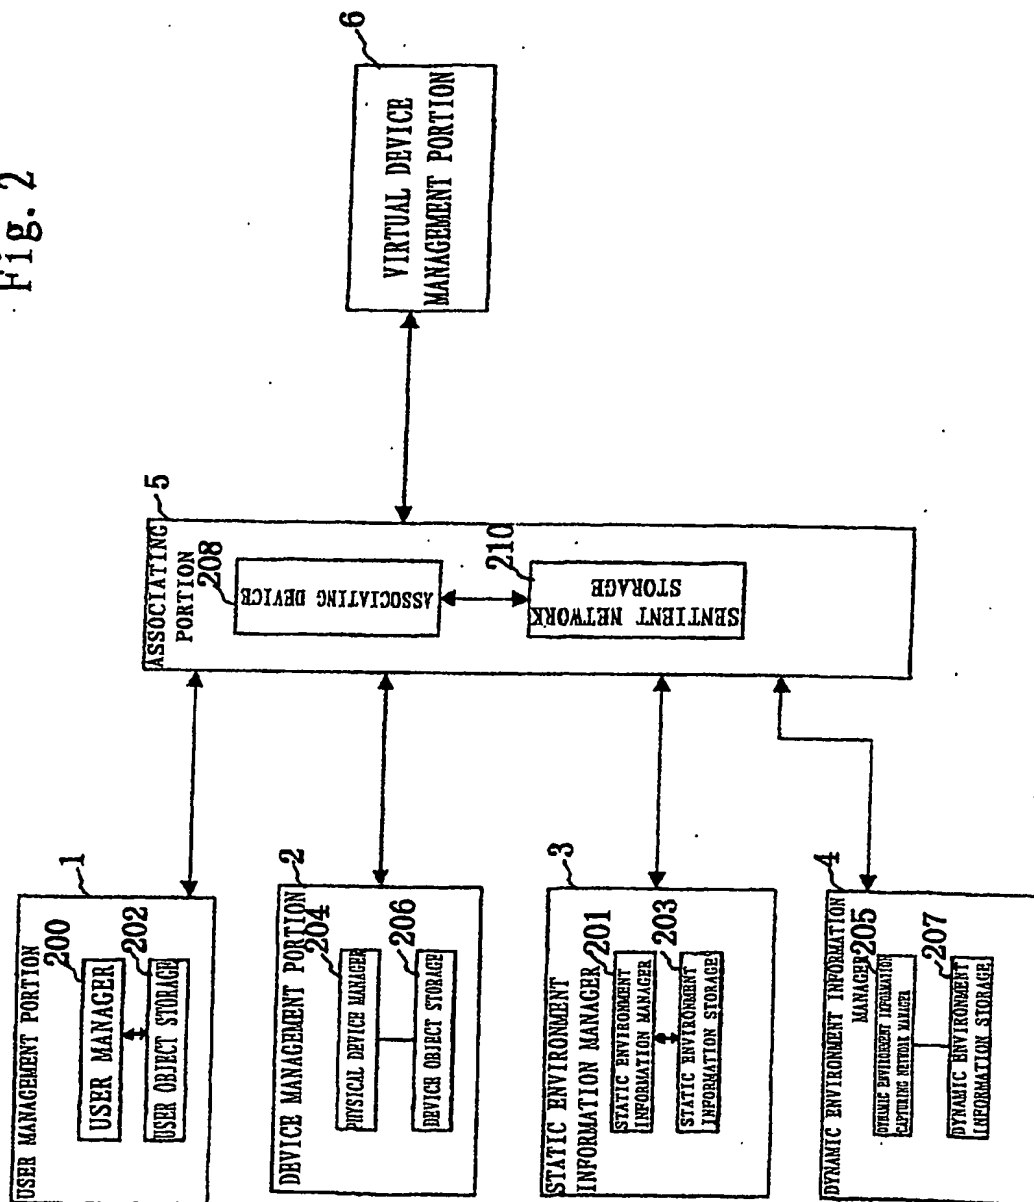 Fig. 2
6
VIRTUAL DEVICE
MANAGEMENT PORTION
5
ASSOCIATING
PORTION
208
ASSOCIATING DEVICE
210
SENTIENT NETWORK
STORAGE
1
USER MANAGEMENT PORTION
200
USER MANAGER
202
USER OBJECT STORAGE
2
DEVICE MANAGEMENT PORTION
204
PHYSICAL DEVICE MANAGER
206
DEVICE OBJECT STORAGE
3
STATIC ENVIRONMENT
INFORMATION MANAGER
201
STATIC ENVIRONMENT
INFORMATION MANAGER
203
STATIC ENVIRONMENT
INFORMATION STORAGE
4
DYNAMIC ENVIRONMENT INFORMATION
MANAGER
205
DYNAMIC ENVIRONMENT INFORMATION
CAPTURING NETWORK MANAGER
207
DYNAMIC ENVIRONMENT
INFORMATION STORAGE